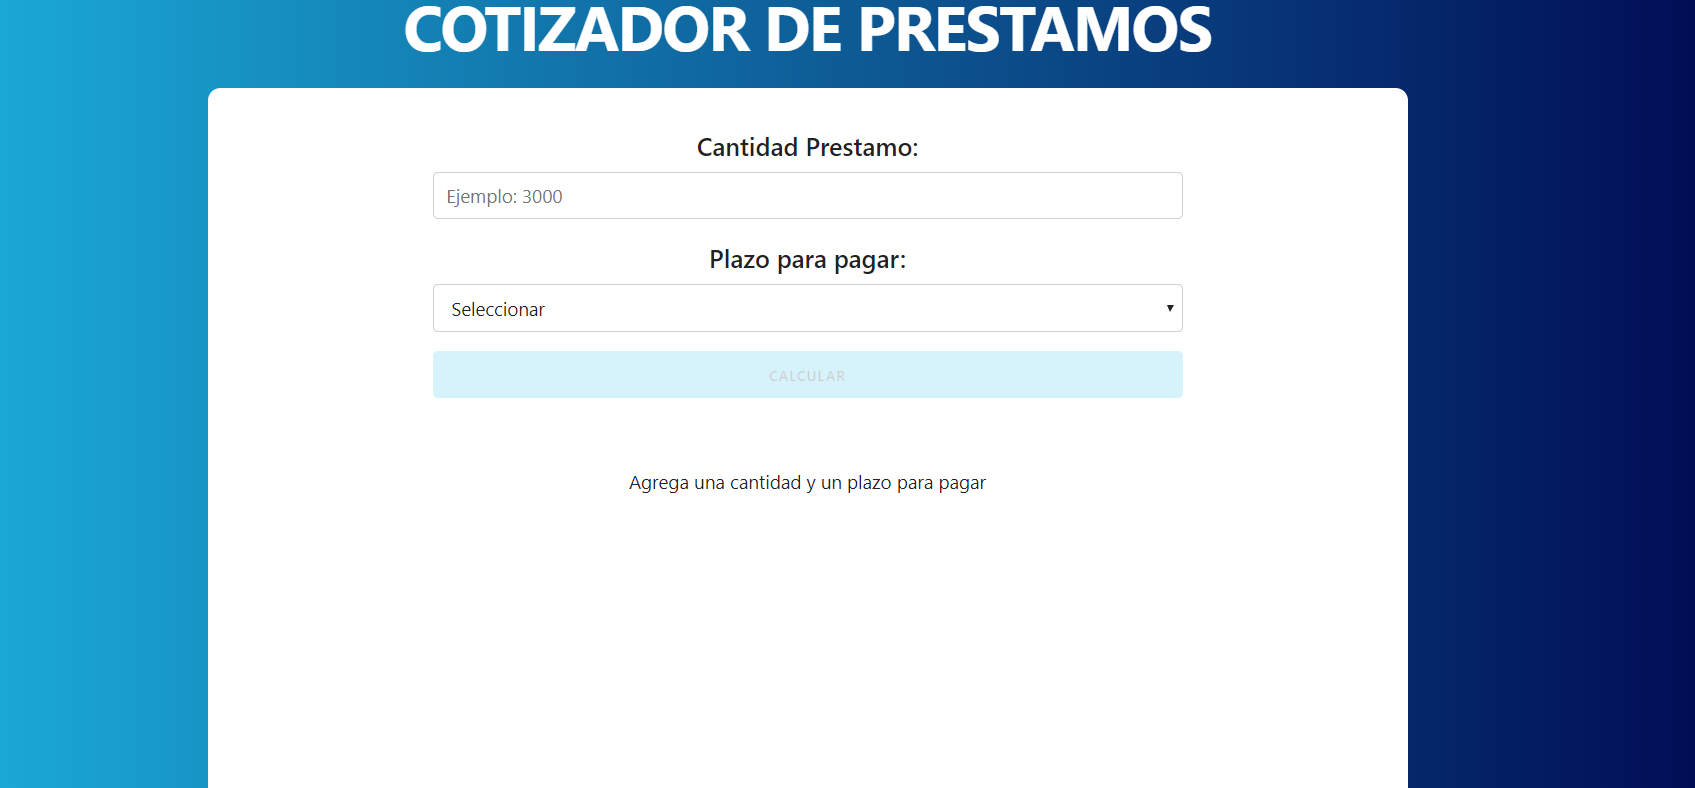 COTIZADOR DE PRESTAMOS
Cantidad Prestamo:
Ejemplo: 3000
Plazo para pagar:
Seleccionar
CALCULAR
Agrega una cantidad y un plazo para pagar